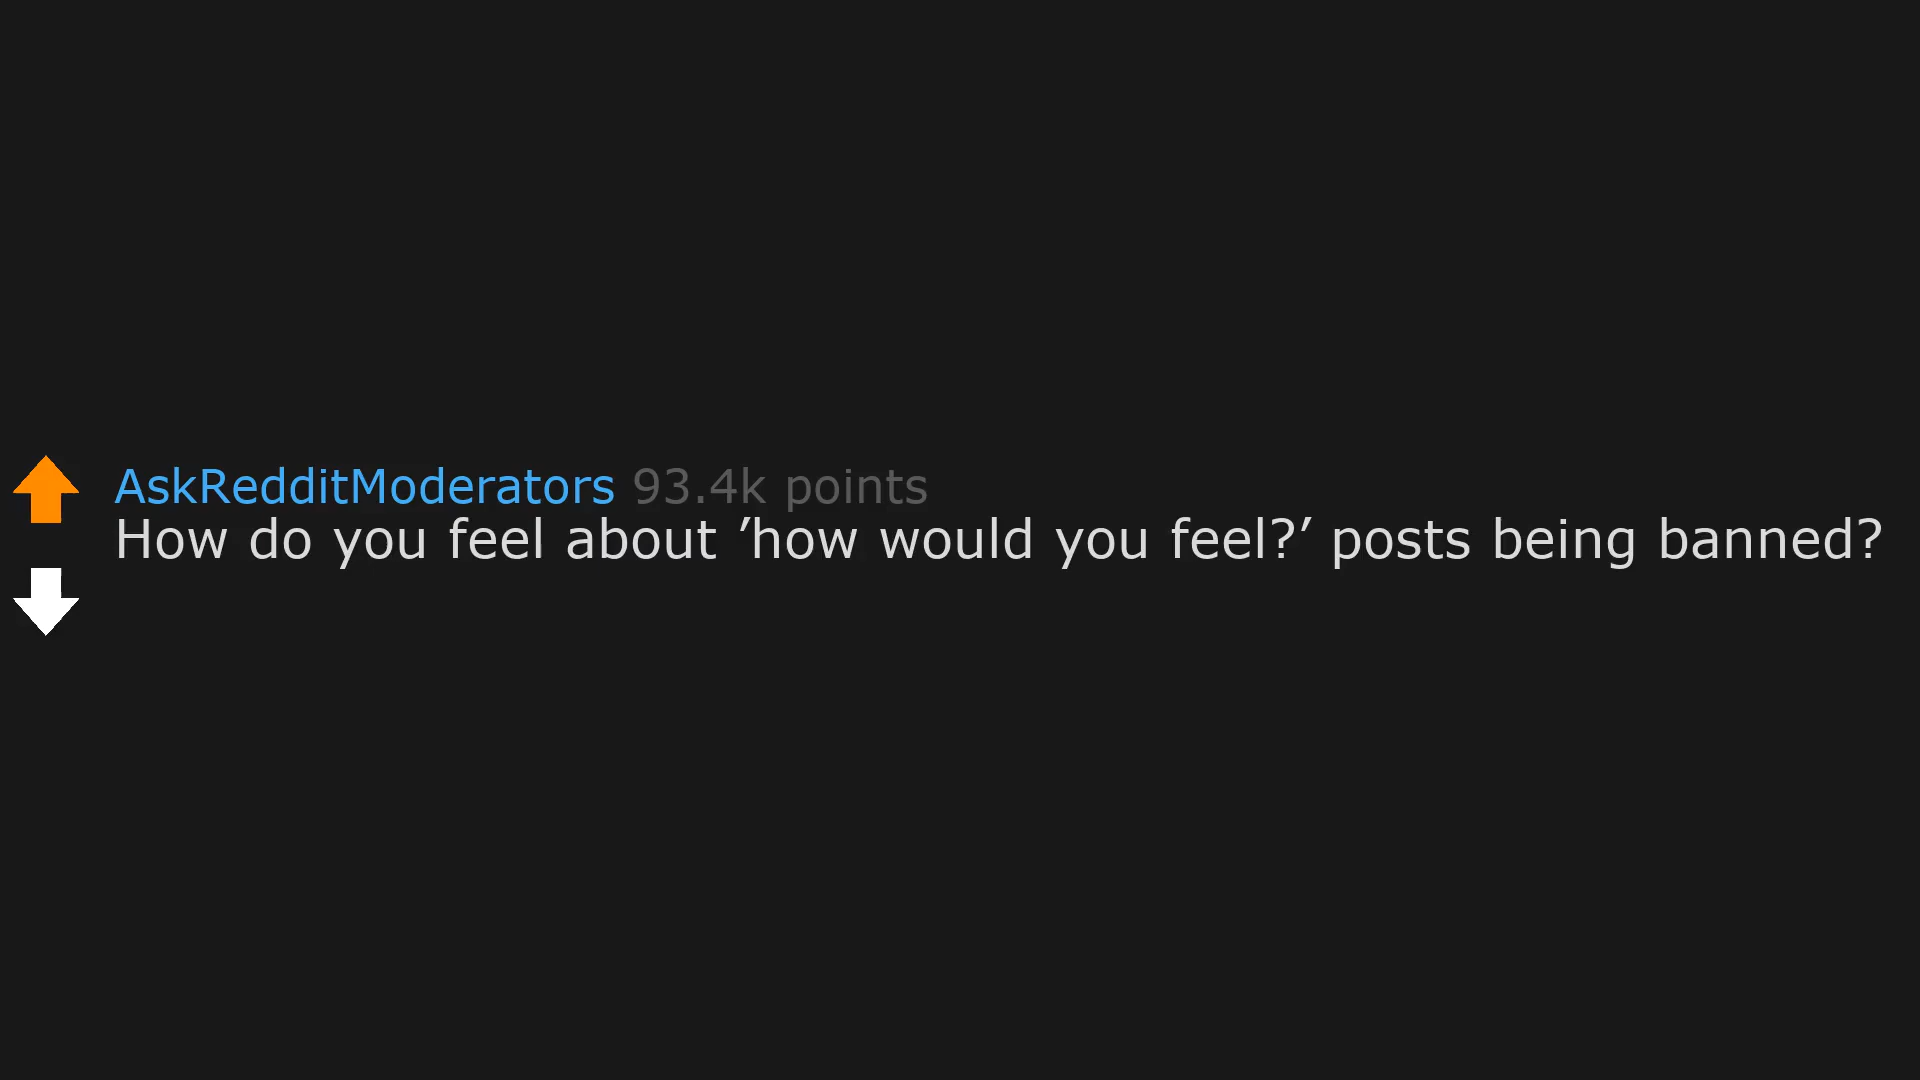 AskRedditModerators 93.4k points
How do you feel about ’how would you feel?’ posts being banned?